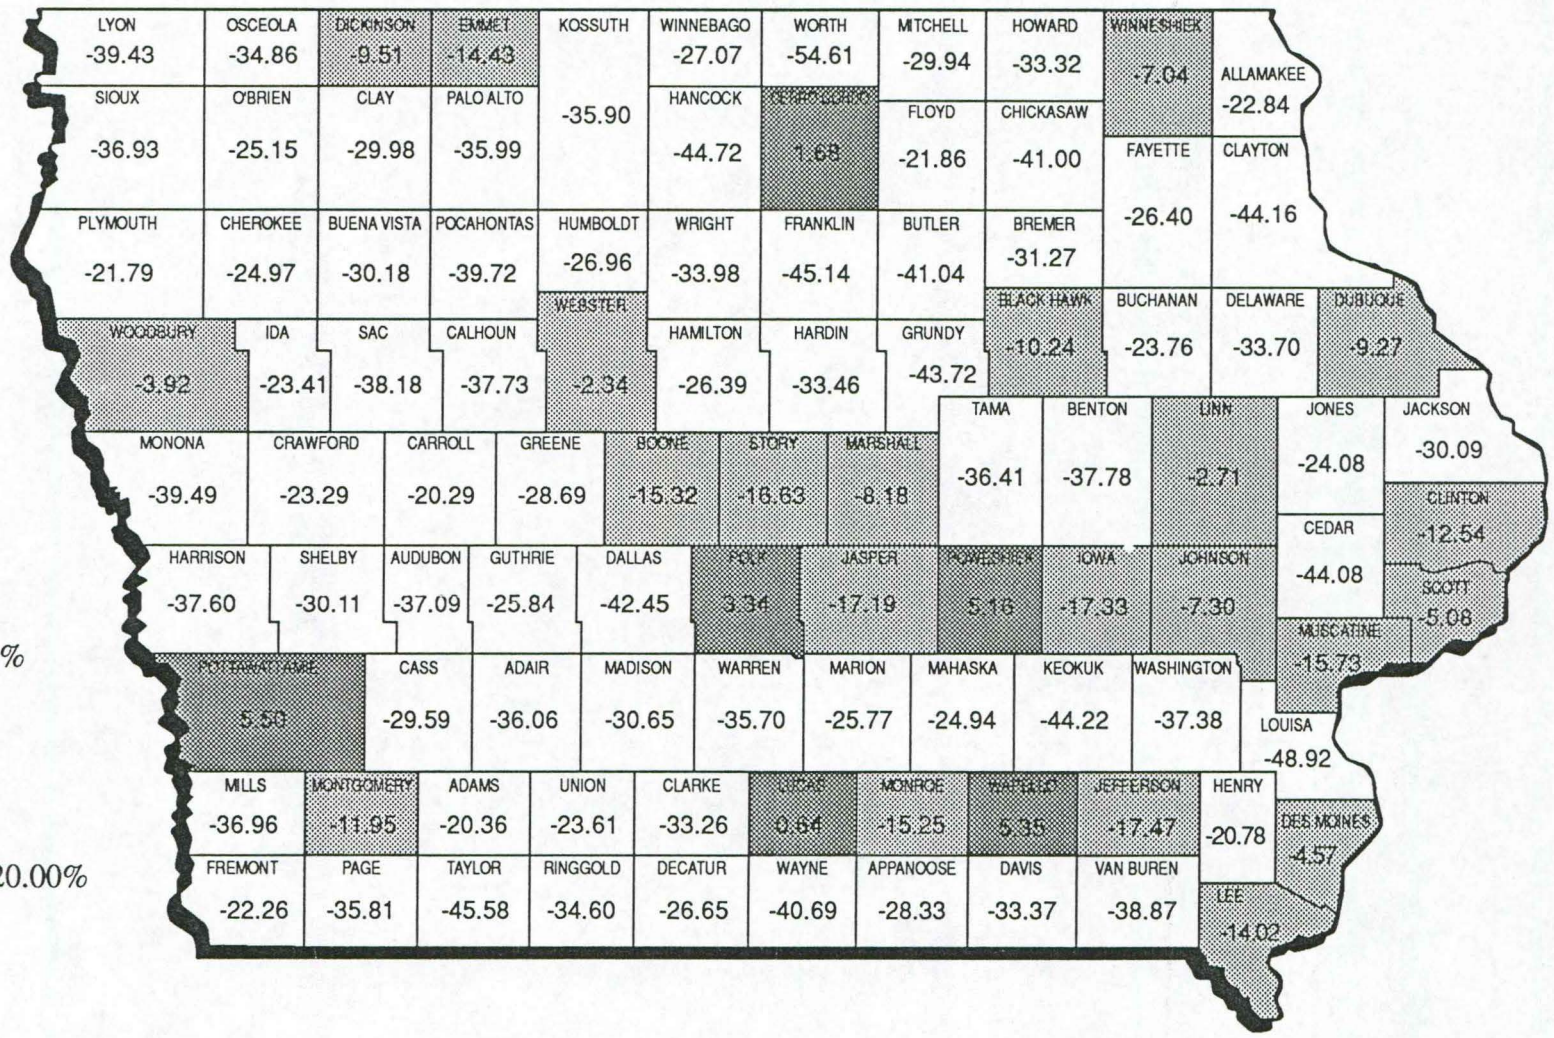 LYON OSCEOLA DICKINSON EMMET KOSSUTH WINNEBAGO WORTH MITCHELL HOWARD WINNESHIEK
-39.43 -34.86 -9.51 -14.43 -27.07 -54.61 -29.94 -33.32 -7.04
ALLAMAKEE
-22.84
SIOUX O'BRIEN CLAY PALO ALTO HANCOCK CERRO GORDO FLOYD CHICKASAW
-35.90
-36.93 -25.15 -29.98 -35.99 -44.72 1.68 -21.86 -41.00
FAYETTE CLAYTON
-26.40 -44.16
PLYMOUTH CHEROKEE BUENA VISTA POCAHONTAS HUMBOLDT WRIGHT FRANKLIN BUTLER BREMER
-21.79 -24.97 -30.18 -39.72 -26.96 -33.98 -45.14 -41.04 -31.27
WEBSTER BLACK HAWK BUCHANAN DELAWARE DUBUQUE
-10.24 -23.76 -33.70 -9.27
WOODBURY IDA SAC CALHOUN HAMILTON HARDIN GRUNDY
-3.92 -23.41 -38.18 -37.73 -2.34 -26.39 -33.46 -43.72
TAMA BENTON LINN JONES JACKSON
-36.41 -37.78 -2.71 -24.08 -30.09
MONONA CRAWFORD CARROLL GREENE BOONE STORY MARSHALL
-39.49 -23.29 -20.29 -28.69 -15.32 -16.63 -8.18
CLINTON
-12.54
CEDAR
-44.08
HARRISON SHELBY AUDUBON GUTHRIE DALLAS POLK JASPER POWESHIEK IOWA JOHNSON
-37.60 -30.11 -37.09 -25.84 -42.45 3.34 -17.19 5.16 -17.33 -7.30
SCOTT
-5.08
MUSCATINE
-15.73
%
POTTAWATTAMIE CASS ADAIR MADISON WARREN MARION MAHASKA KEOKUK WASHINGTON
5.50 -29.59 -36.06 -30.65 -35.70 -25.77 -24.94 -44.22 -37.38
LOUISA
-48.92
MILLS MONTGOMERY ADAMS UNION CLARKE LUCAS MONROE WAPELLO JEFFERSON HENRY
-36.96 -11.95 -20.36 -23.61 -33.26 0.64 -15.25 5.35 -17.47 -20.78
DES MOINES
-4.57
20.00%
FREMONT PAGE TAYLOR RINGGOLD DECATUR WAYNE APPANOOSE DAVIS VAN BUREN
-22.26 -35.81 -45.58 -34.60 -26.65 -40.69 -28.33 -33.37 -38.87
LEE
-14.02